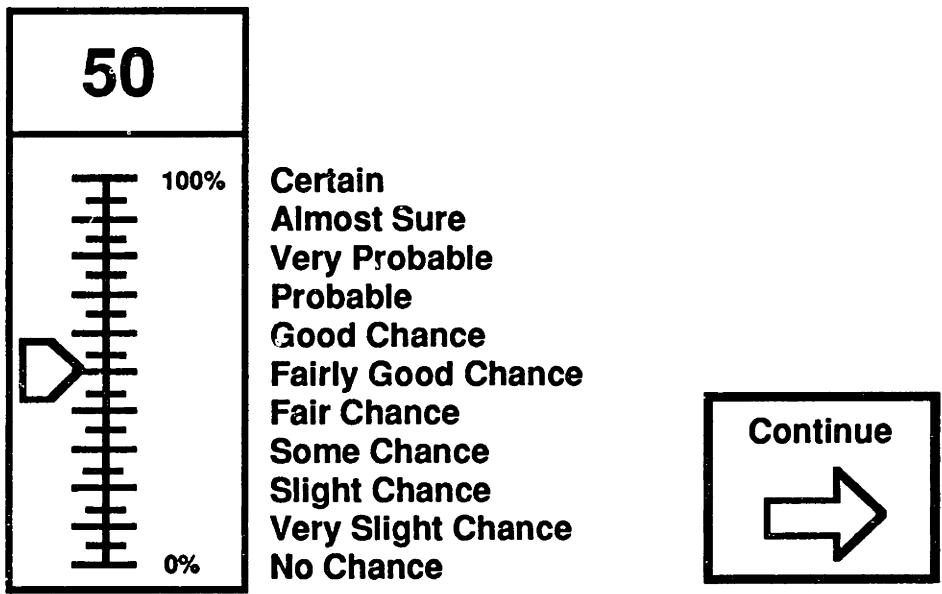 50
100% Certain
Almost Sure
Very Probable
Probable
Good Chance
Fairly Good Chance
Fair Chance
Some Chance
Slight Chance
Very Slight Chance
0% No Chance
Continue